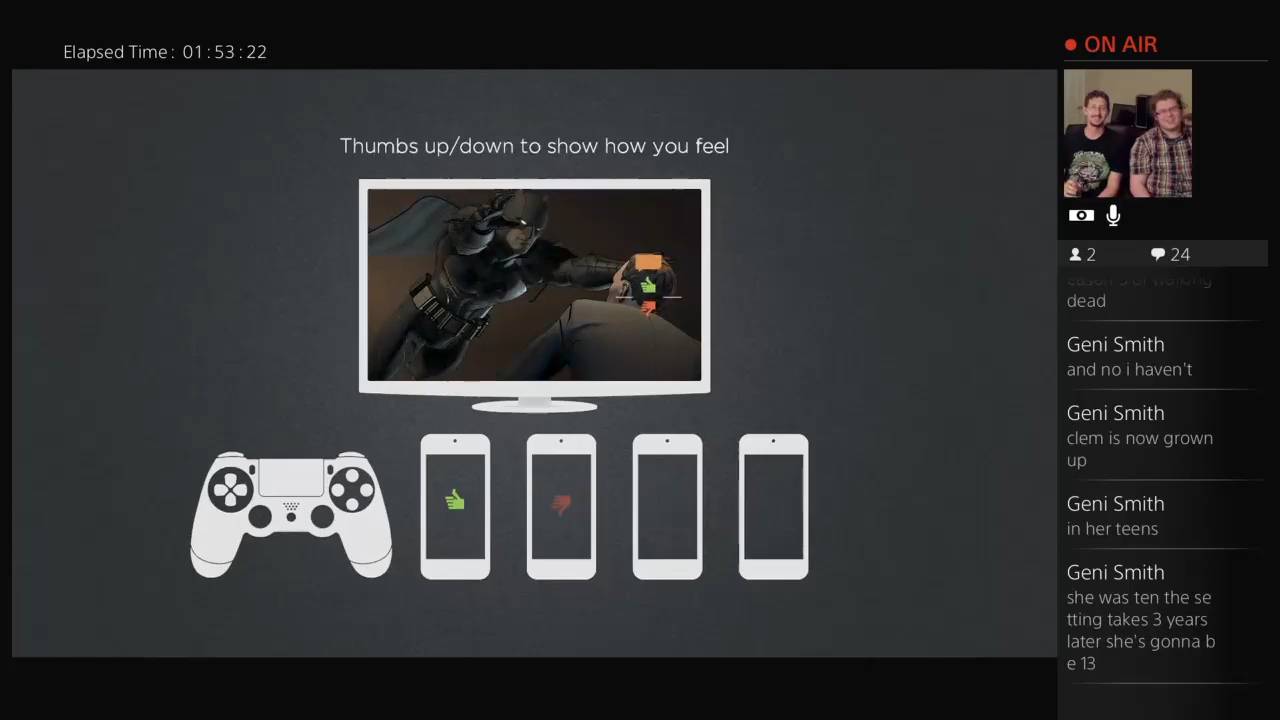 Elapsed Time: 01:53:22
ON AIR
Thumbs up/down to show how you feel
2
24
dead
Geni Smith
and no i haven't
Geni Smith
clem is now grown
up
Geni Smith
in her teens
Geni Smith
she was ten the se
tting takes 3 years
later she's gonna b
e 13